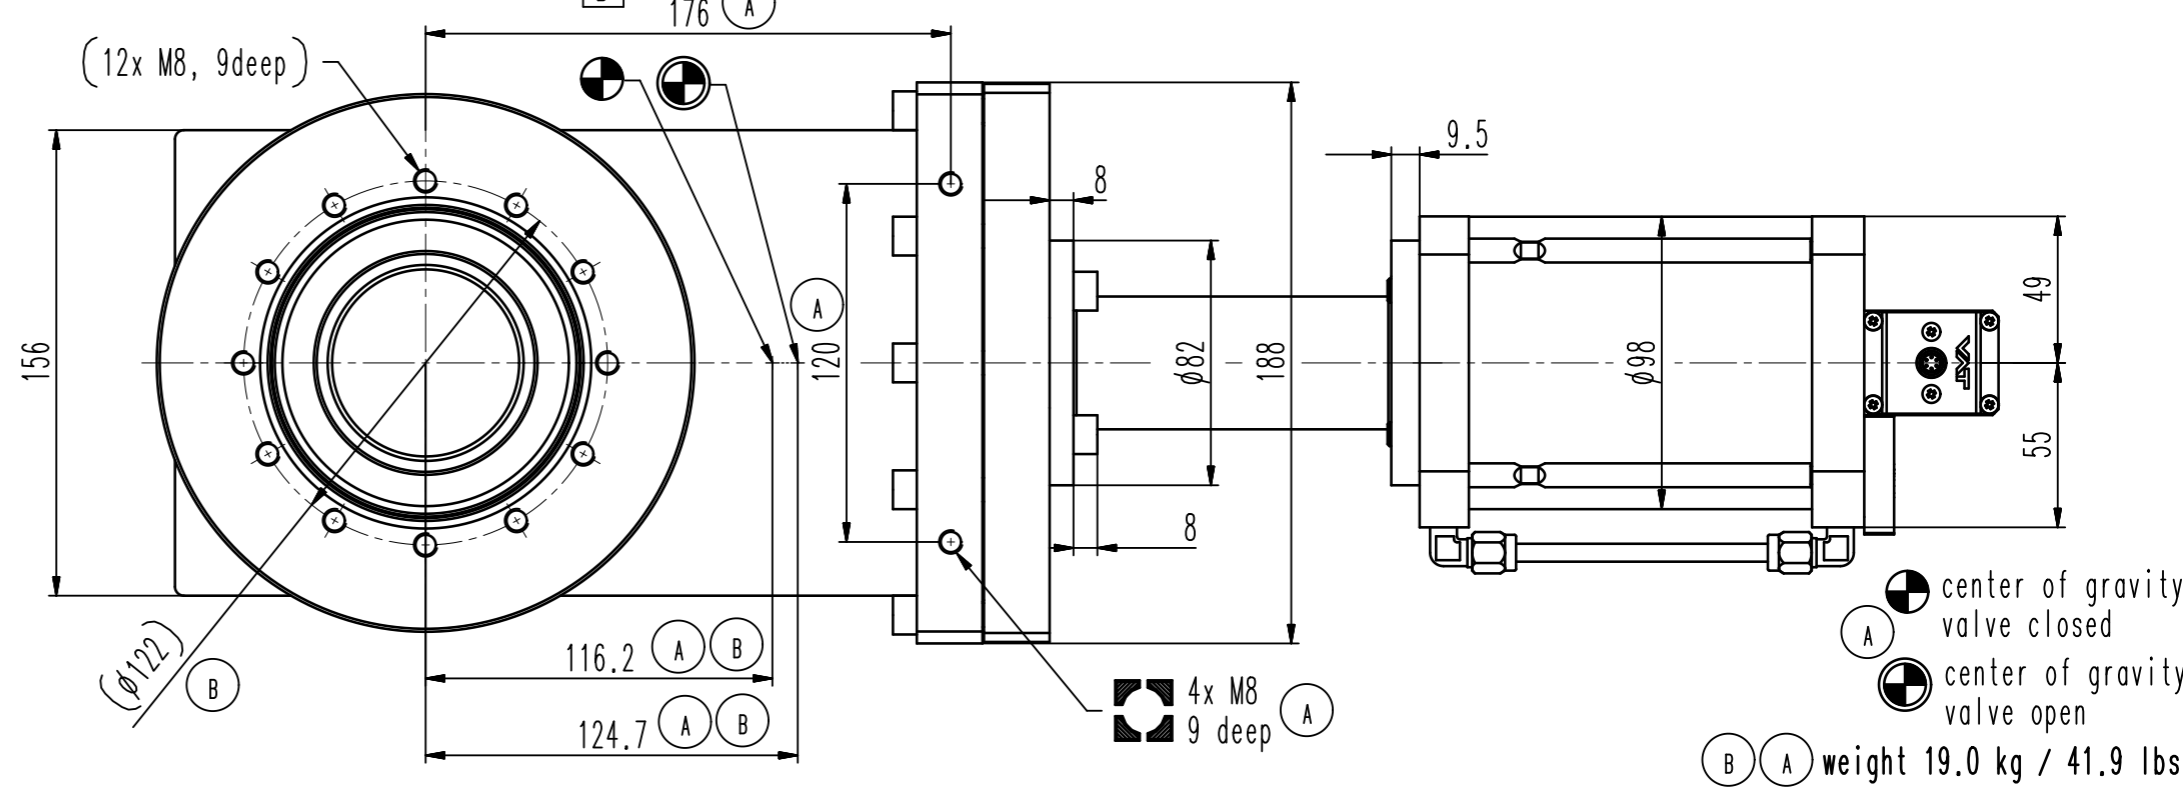 176 A
(12x M8, 9deep)
9.5
8
A
156
120
ϕ82
188
ϕ98
49
VAT
55
8
116.2 A B
(ϕ122)
B
124.7 A B
4x M8
9 deep
A
center of gravity
valve closed
A
center of gravity
valve open
B A weight 19.0 kg / 41.9 lbs